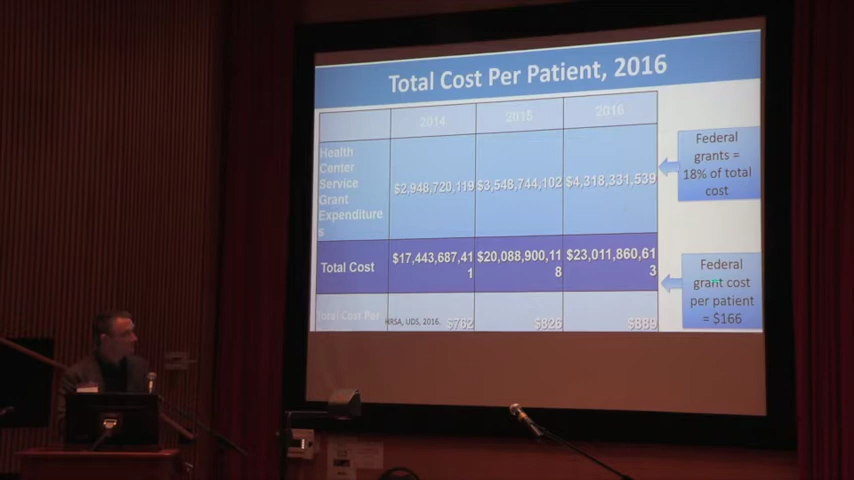 Total Cost Per Patient, 2016
2014 2015 2016
Health
Center
Service
Grant
Expenditure
s
$2,948,720,119 $3,548,744,102 $4,318,331,539
Federal
grants =
18% of total
cost
Total Cost
$17,443,687,41
1
$20,088,900,11
8
$23,011,860,61
3
Federal
grant cost
per patient
= $166
Total Cost Per
HRSA, UDS, 2016.
$762 $826 $889